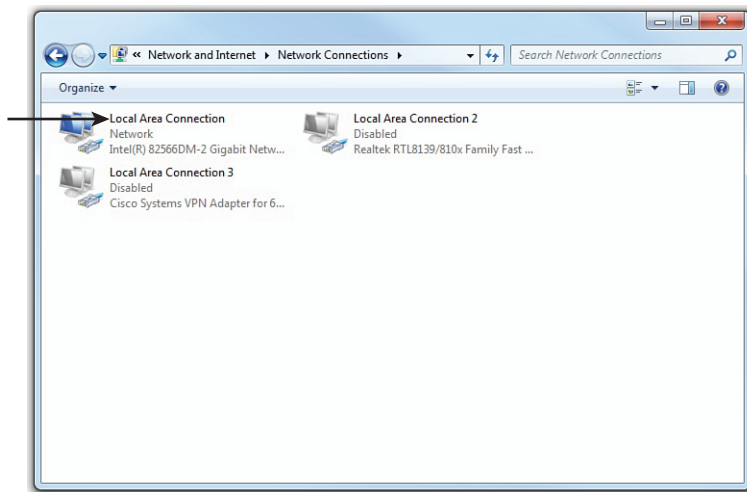 « Network and Internet ▸ Network Connections ▸
Search Network Connections
Organize
Local Area Connection
Network
Intel(R) 82566DM-2 Gigabit Netw...
Local Area Connection 2
Disabled
Realtek RTL8139/810x Family Fast ...
Local Area Connection 3
Disabled
Cisco Systems VPN Adapter for 6...